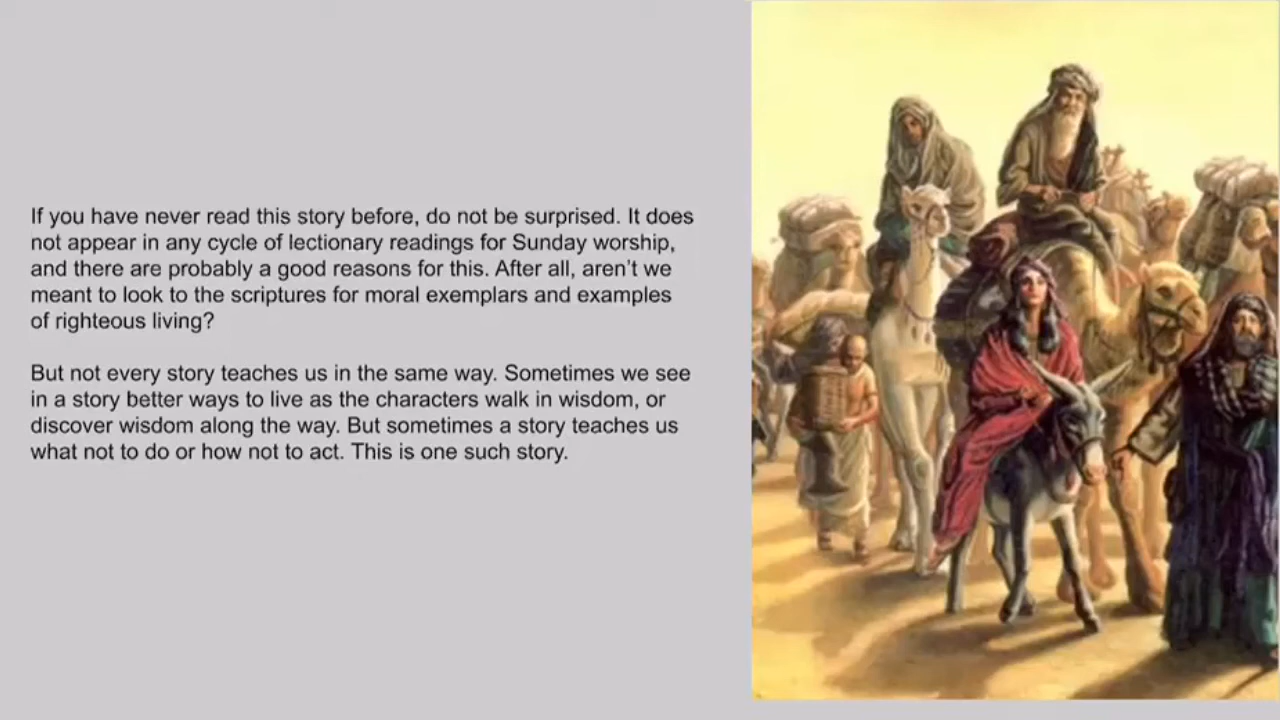 If you have never read this story before, do not be surprised. It does
not appear in any cycle of lectionary readings for Sunday worship,
and there are probably a good reasons for this. After all, aren’t we
meant to look to the scriptures for moral exemplars and examples
of righteous living?
But not every story teaches us in the same way. Sometimes we see
in a story better ways to live as the characters walk in wisdom, or
discover wisdom along the way. But sometimes a story teaches us
what not to do or how not to act. This is one such story.